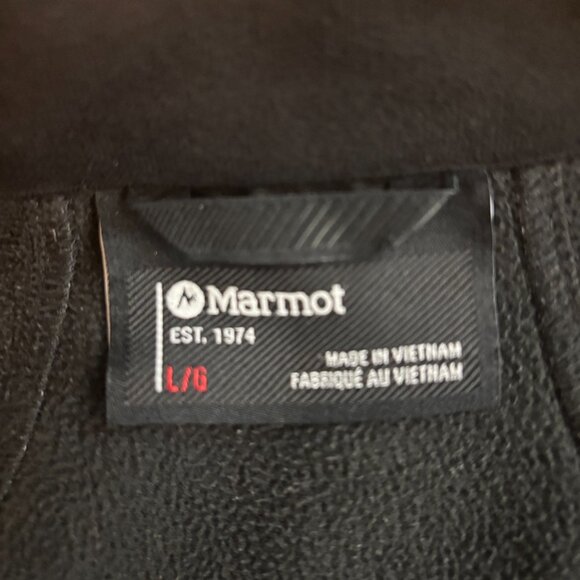 Marmot
EST. 1974
L/G
MADE IN VIETNAM
FABRIQUÉ AU VIETNAM